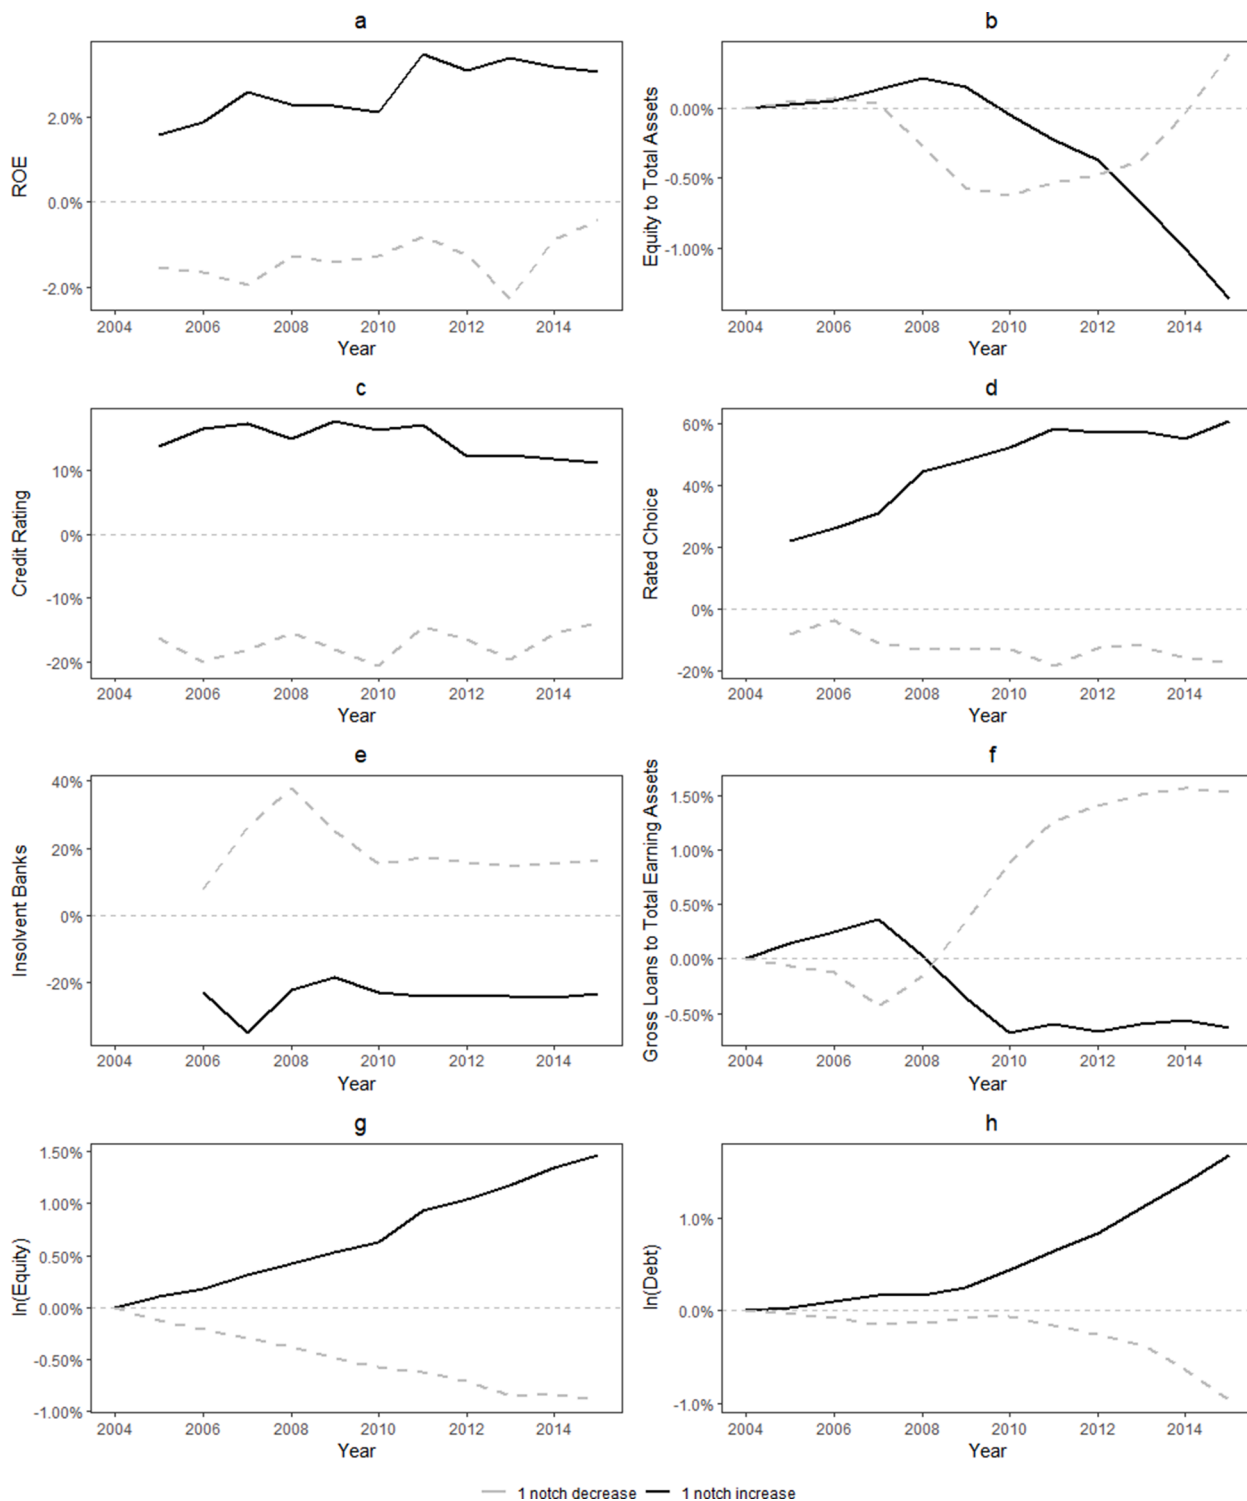 a
ROE
2.0%
0.0%
-2.0%
2004 2006 2008 2010 2012 2014
Year
b
Equity to Total Assets
0.00%
-0.50%
-1.00%
2004 2006 2008 2010 2012 2014
Year
c
Credit Rating
10%
0%
-10%
-20%
2004 2006 2008 2010 2012 2014
Year
d
Rated Choice
60%
40%
20%
0%
-20%
2004 2006 2008 2010 2012 2014
Year
e
Insolvent Banks
40%
20%
0%
-20%
2004 2006 2008 2010 2012 2014
Year
f
Gross Loans to Total Earning Assets
1.50%
1.00%
0.50%
0.00%
-0.50%
2004 2006 2008 2010 2012 2014
Year
g
ln(Equity)
1.50%
1.00%
0.50%
0.00%
-0.50%
-1.00%
2004 2006 2008 2010 2012 2014
Year
h
ln(Debt)
1.0%
0.0%
-1.0%
2004 2006 2008 2010 2012 2014
Year
1 notch decrease 1 notch increase